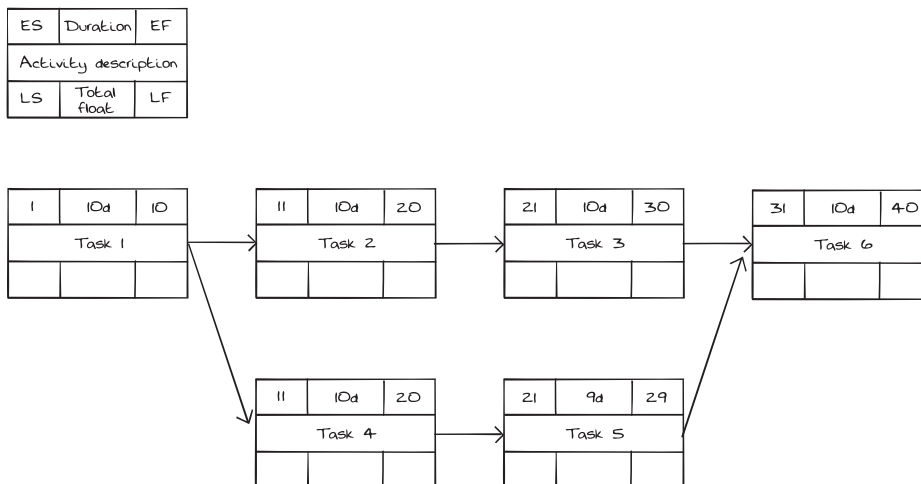 ES Duration EF
Activity description
LS Total float LF
1 10d 10
Task 1
11 10d 20
Task 2
21 10d 30
Task 3
31 10d 40
Task 6
11 10d 20
Task 4
21 9d 29
Task 5